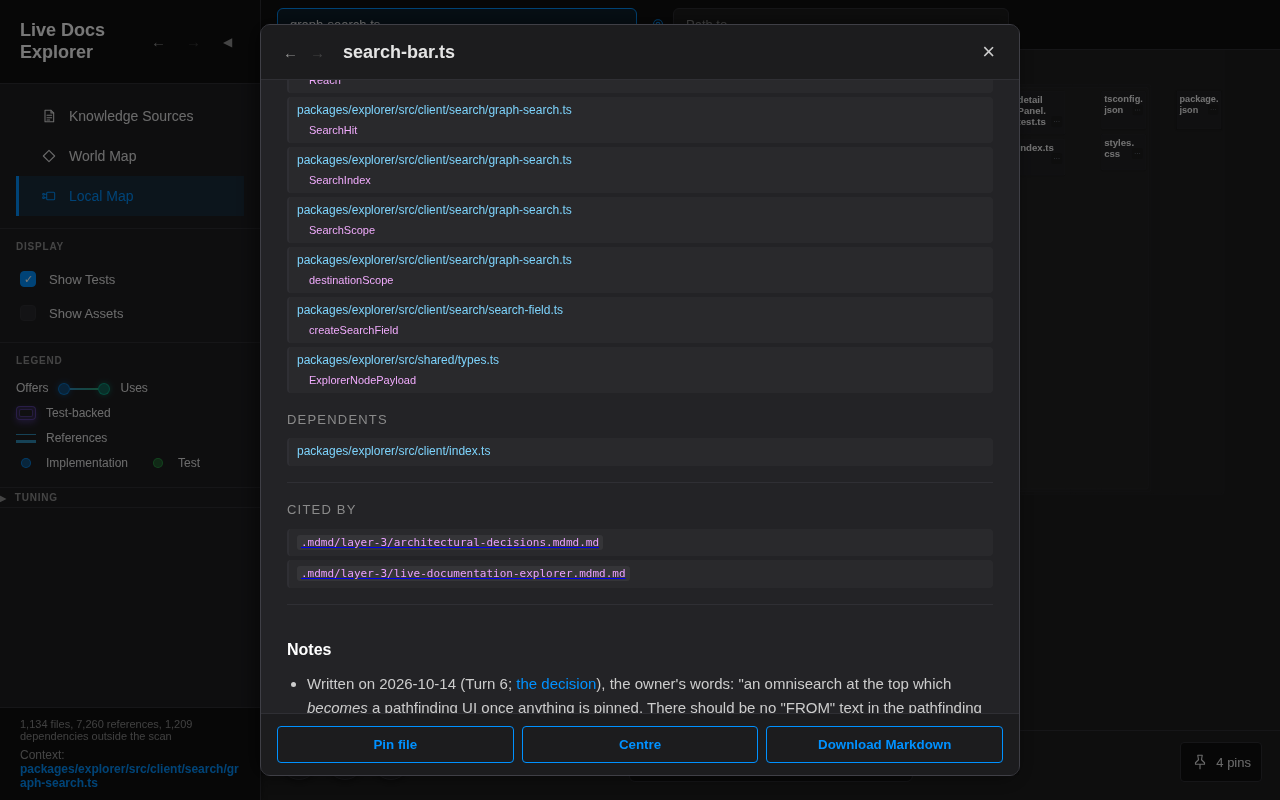 Live Docs
Explorer
← → ◀
Knowledge Sources
World Map
Local Map
DISPLAY
✓ Show Tests
Show Assets
LEGEND
Offers Uses
Test-backed
References
Implementation Test
▶ TUNING
1,134 files, 7,260 references, 1,209
dependencies outside the scan
Context:
packages/explorer/src/client/search/gr
aph-search.ts
graph-search.ts
Path to
← → search-bar.ts ×
Reach
packages/explorer/src/client/search/graph-search.ts
SearchHit
packages/explorer/src/client/search/graph-search.ts
SearchIndex
packages/explorer/src/client/search/graph-search.ts
SearchScope
packages/explorer/src/client/search/graph-search.ts
destinationScope
packages/explorer/src/client/search/search-field.ts
createSearchField
packages/explorer/src/shared/types.ts
ExplorerNodePayload
DEPENDENTS
packages/explorer/src/client/index.ts
CITED BY
.mdmd/layer-3/architectural-decisions.mdmd.md
.mdmd/layer-3/live-documentation-explorer.mdmd.md
Notes
• Written on 2026-10-14 (Turn 6; the decision), the owner's words: "an omnisearch at the top which
becomes a pathfinding UI once anything is pinned. There should be no "FROM" text in the pathfinding
Pin file
Centre
Download Markdown
tsconfig.
json
package.
json
styles.
css
4 pins